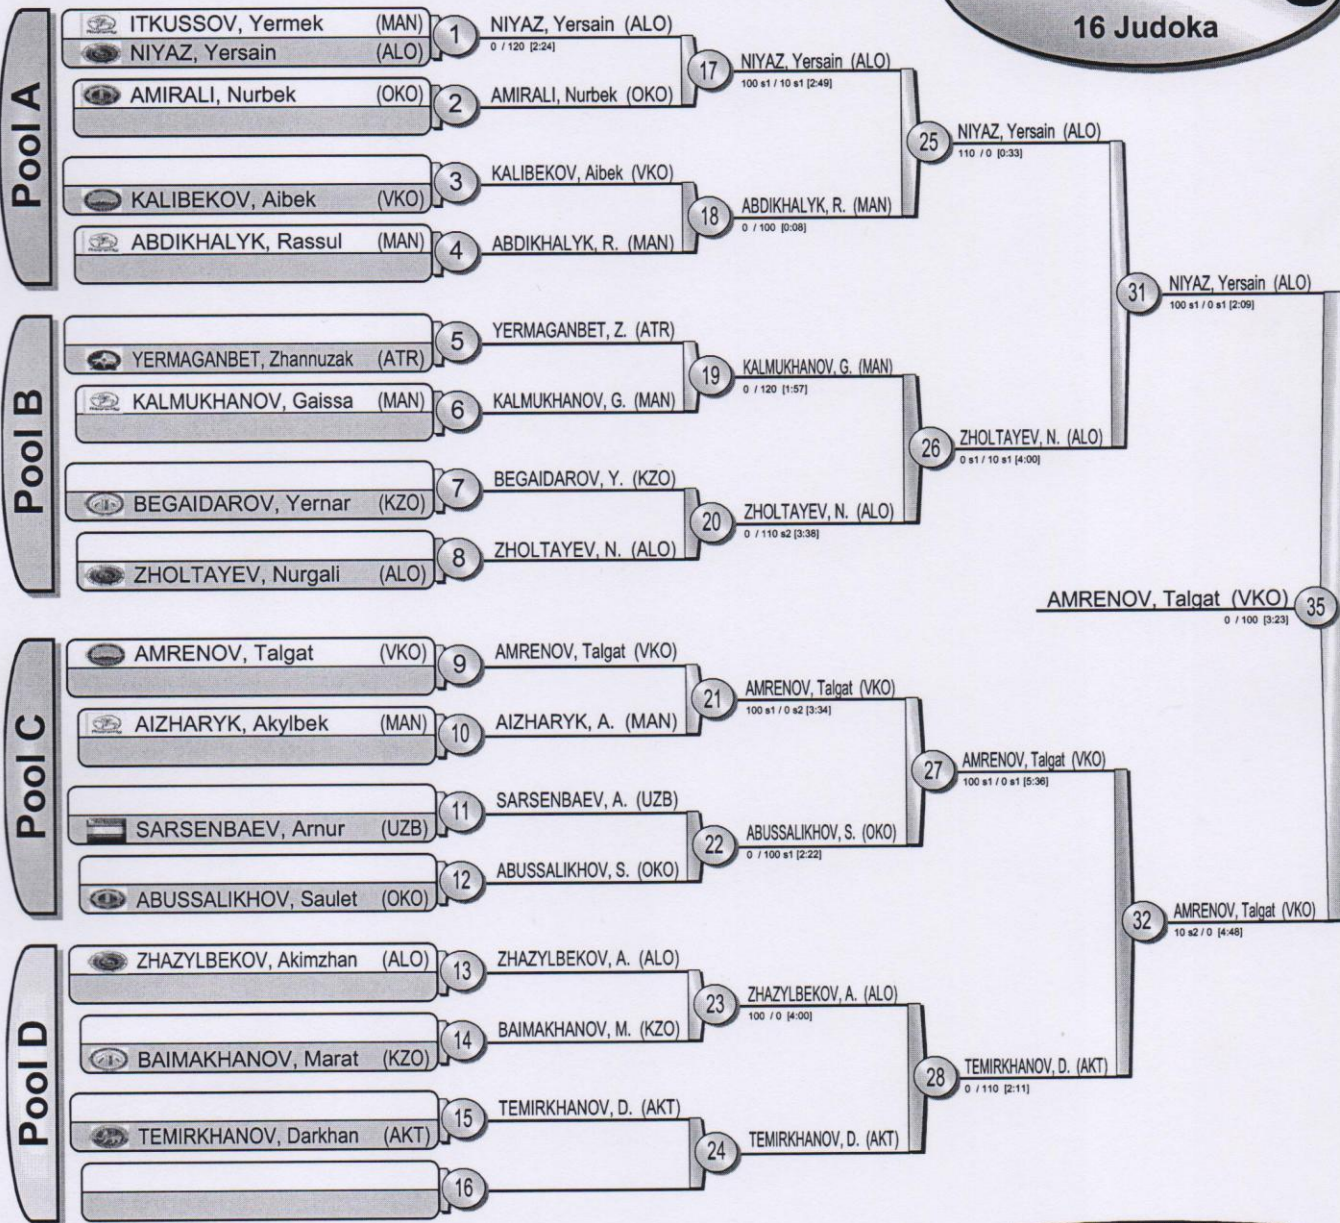 16 Judoka
Pool A
ITKUSSOV, Yermek (MAN)
NIYAZ, Yersain (ALO)
1
AMIRALI, Nurbek (OKO)
2
3
KALIBEKOV, Aibek (VKO)
ABDIKHALYK, Rassul (MAN)
4
NIYAZ, Yersain (ALO)
0 / 120 [2:24]
AMIRALI, Nurbek (OKO)
KALIBEKOV, Aibek (VKO)
ABDIKHALYK, R. (MAN)
17
NIYAZ, Yersain (ALO)
100 s1 / 10 s1 [2:49]
18
ABDIKHALYK, R. (MAN)
0 / 100 [0:08]
25
NIYAZ, Yersain (ALO)
110 / 0 [0:33]
Pool B
5
YERMAGANBET, Zhannuzak (ATR)
KALMUKHANOV, Gaissa (MAN)
6
7
BEGAIDAROV, Yernar (KZO)
8
ZHOLTAYEV, Nurgali (ALO)
YERMAGANBET, Z. (ATR)
KALMUKHANOV, G. (MAN)
BEGAIDAROV, Y. (KZO)
ZHOLTAYEV, N. (ALO)
19
KALMUKHANOV, G. (MAN)
0 / 120 [1:57]
20
ZHOLTAYEV, N. (ALO)
0 / 110 s2 [3:38]
26
ZHOLTAYEV, N. (ALO)
0 s1 / 10 s1 [4:00]
31
NIYAZ, Yersain (ALO)
100 s1 / 0 s1 [2:09]
AMRENOV, Talgat (VKO)
0 / 100 [3:23]
35
Pool C
AMRENOV, Talgat (VKO)
9
AIZHARYK, Akylbek (MAN)
10
11
SARSENBAEV, Arnur (UZB)
12
ABUSSALIKHOV, Saulet (OKO)
AMRENOV, Talgat (VKO)
AIZHARYK, A. (MAN)
SARSENBAEV, A. (UZB)
ABUSSALIKHOV, S. (OKO)
21
AMRENOV, Talgat (VKO)
100 s1 / 0 s2 [3:34]
22
ABUSSALIKHOV, S. (OKO)
0 / 100 s1 [2:22]
27
AMRENOV, Talgat (VKO)
100 s1 / 0 s1 [5:36]
Pool D
ZHAZYLBEKOV, Akimzhan (ALO)
13
14
BAIMAKHANOV, Marat (KZO)
15
TEMIRKHANOV, Darkhan (AKT)
16
ZHAZYLBEKOV, A. (ALO)
BAIMAKHANOV, M. (KZO)
TEMIRKHANOV, D. (AKT)
23
ZHAZYLBEKOV, A. (ALO)
100 / 0 [4:00]
24
TEMIRKHANOV, D. (AKT)
28
TEMIRKHANOV, D. (AKT)
0 / 110 [2:11]
32
AMRENOV, Talgat (VKO)
10 s2 / 0 [4:48]